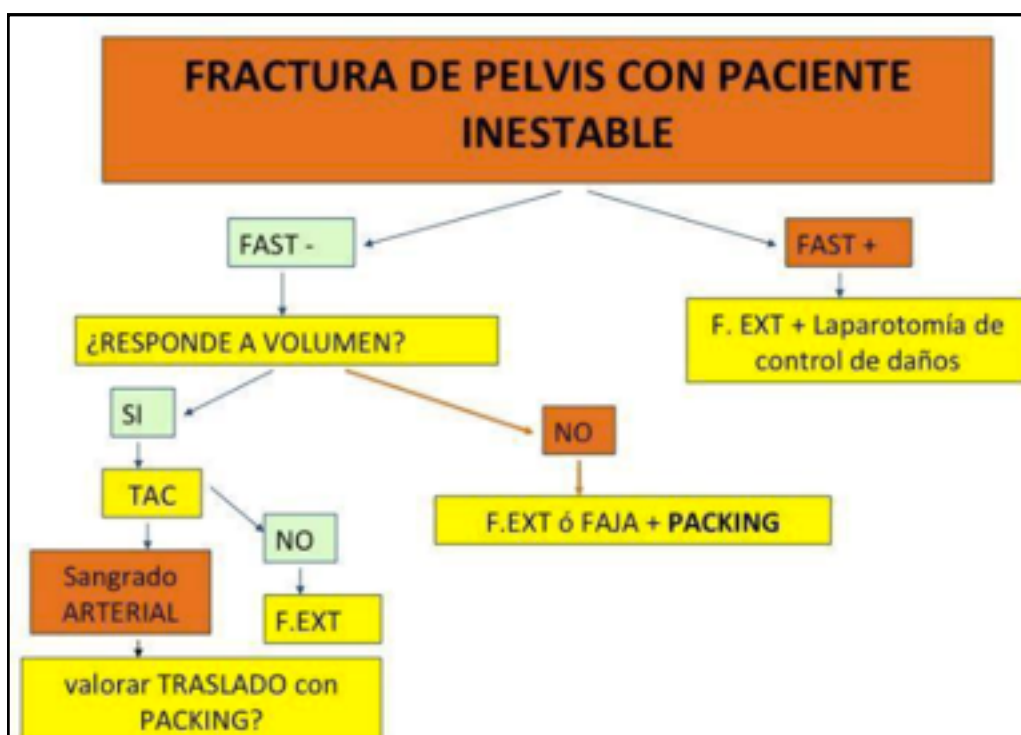 FRACTURA DE PELVIS CON PACIENTE
INESTABLE
FAST -
FAST +
¿RESPONDE A VOLUMEN?
F. EXT + Laparotomía de
control de daños
SI
NO
TAC
F.EXT ó FAJA + PACKING
NO
Sangrado
ARTERIAL
F.EXT
valorar TRASLADO con
PACKING?